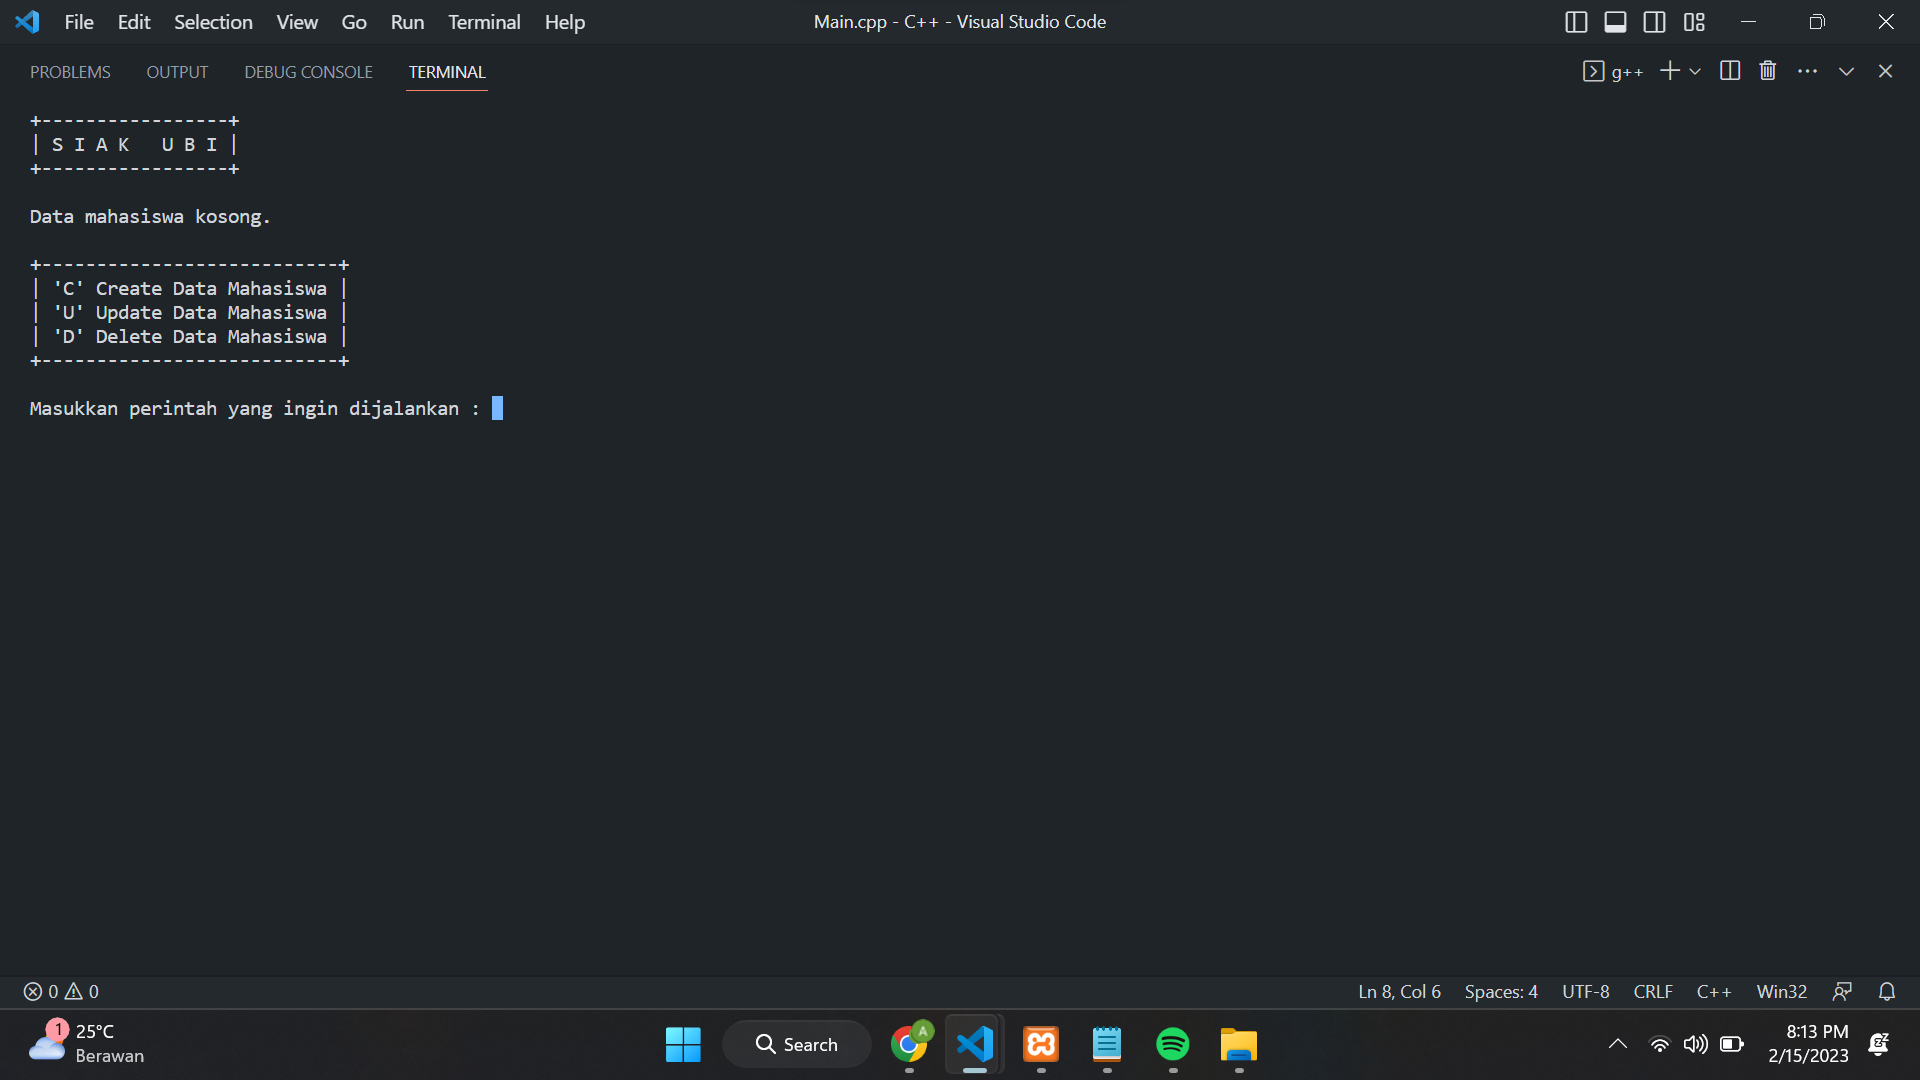 File Edit Selection View Go Run Terminal Help
Main.cpp - C++ - Visual Studio Code
PROBLEMS OUTPUT DEBUG CONSOLE TERMINAL
g++
+-----------------+
| S I A K   U B I |
+-----------------+
Data mahasiswa kosong.
+---------------------------+
| 'C' Create Data Mahasiswa |
| 'U' Update Data Mahasiswa |
| 'D' Delete Data Mahasiswa |
+---------------------------+
Masukkan perintah yang ingin dijalankan :
0 0
Ln 8, Col 6 Spaces: 4 UTF-8 CRLF C++ Win32
1
25°C
Berawan
Search
A
8:13 PM
2/15/2023